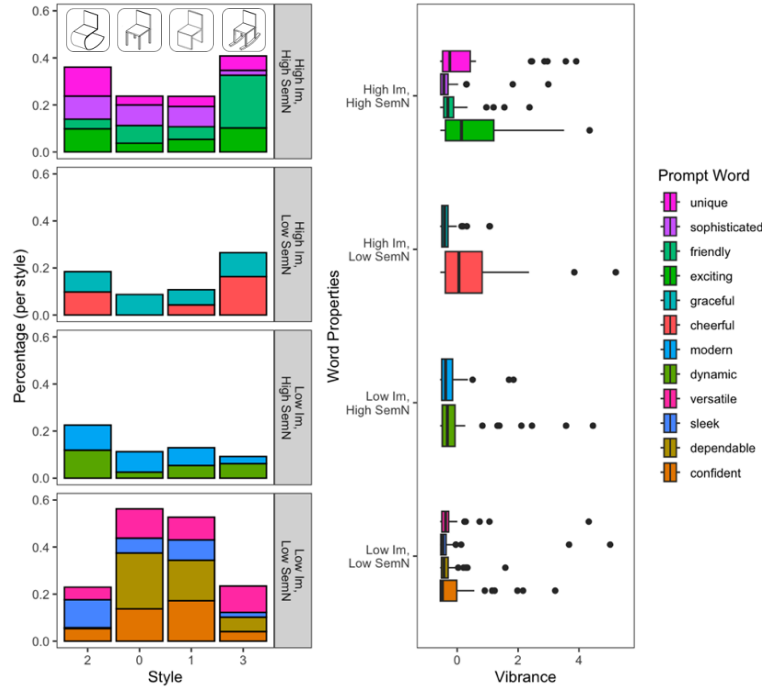 0.6
0.4
0.2
0.0
High Im,
High SemN
0.6
0.4
0.2
0.0
High Im,
Low SemN
0.6
0.4
0.2
0.0
Low Im,
High SemN
0.6
0.4
0.2
0.0
Low Im,
Low SemN
2
0
1
3
Style
Percentage (per style)
Word Properties
High Im,
High SemN
High Im,
Low SemN
Low Im,
High SemN
Low Im,
Low SemN
0
2
4
Vibrance
Prompt Word
unique
sophisticated
friendly
exciting
graceful
cheerful
modern
dynamic
versatile
sleek
dependable
confident